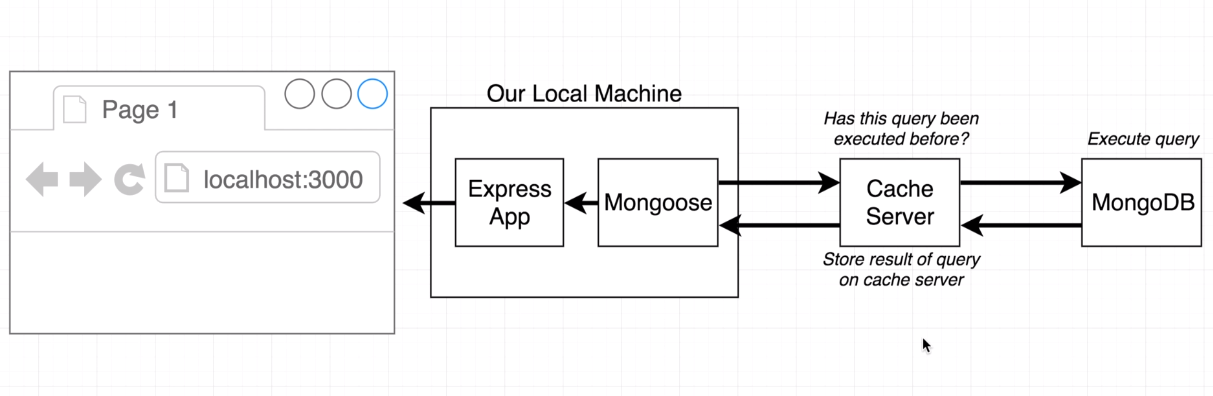 Page 1
localhost:3000
Our Local Machine
Express
App
Mongoose
Has this query been
executed before?
Cache
Server
Store result of query
on cache server
Execute query
MongoDB